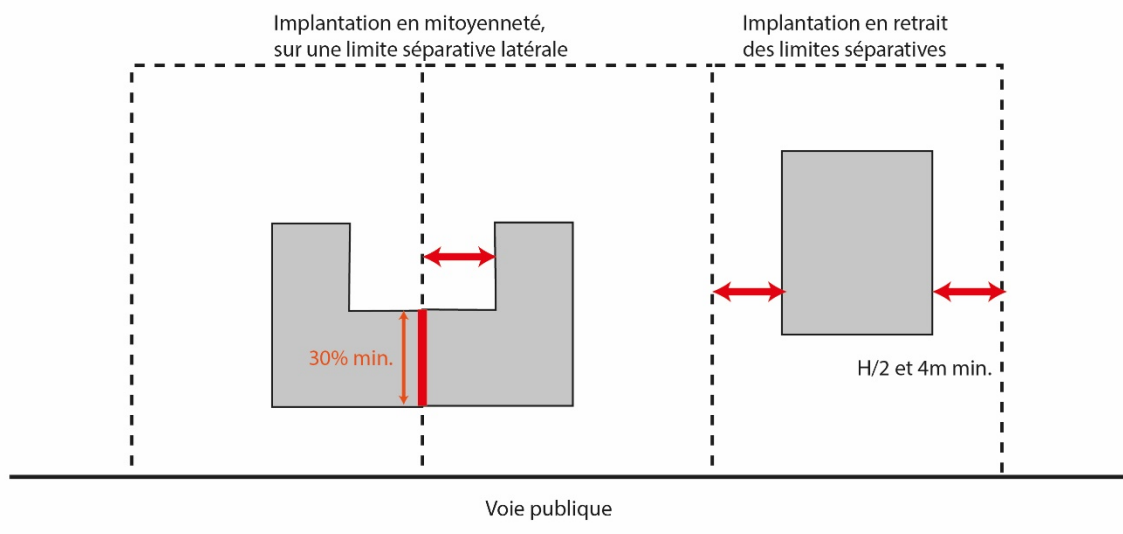 Implantation en mitoyenneté,
sur une limite séparative latérale
Implantation en retrait
des limites séparatives
30% min.
H/2 et 4m min.
Voie publique